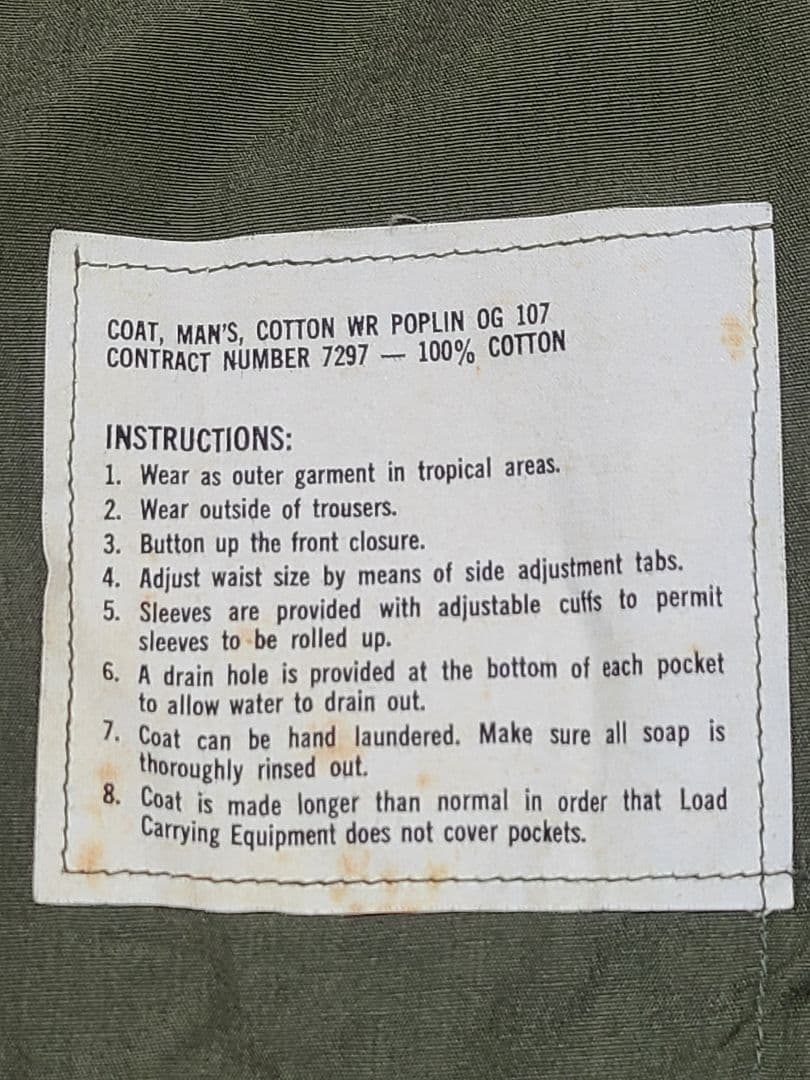 COAT, MAN'S, COTTON WR POPLIN OG 107
CONTRACT NUMBER 7297 — 100% COTTON
INSTRUCTIONS:
1. Wear as outer garment in tropical areas.
2. Wear outside of trousers.
3. Button up the front closure.
4. Adjust waist size by means of side adjustment tabs.
5. Sleeves are provided with adjustable cuffs to permit
sleeves to be rolled up.
6. A drain hole is provided at the bottom of each pocket
to allow water to drain out.
7. Coat can be hand laundered. Make sure all soap is
thoroughly rinsed out.
8. Coat is made longer than normal in order that Load
Carrying Equipment does not cover pockets.